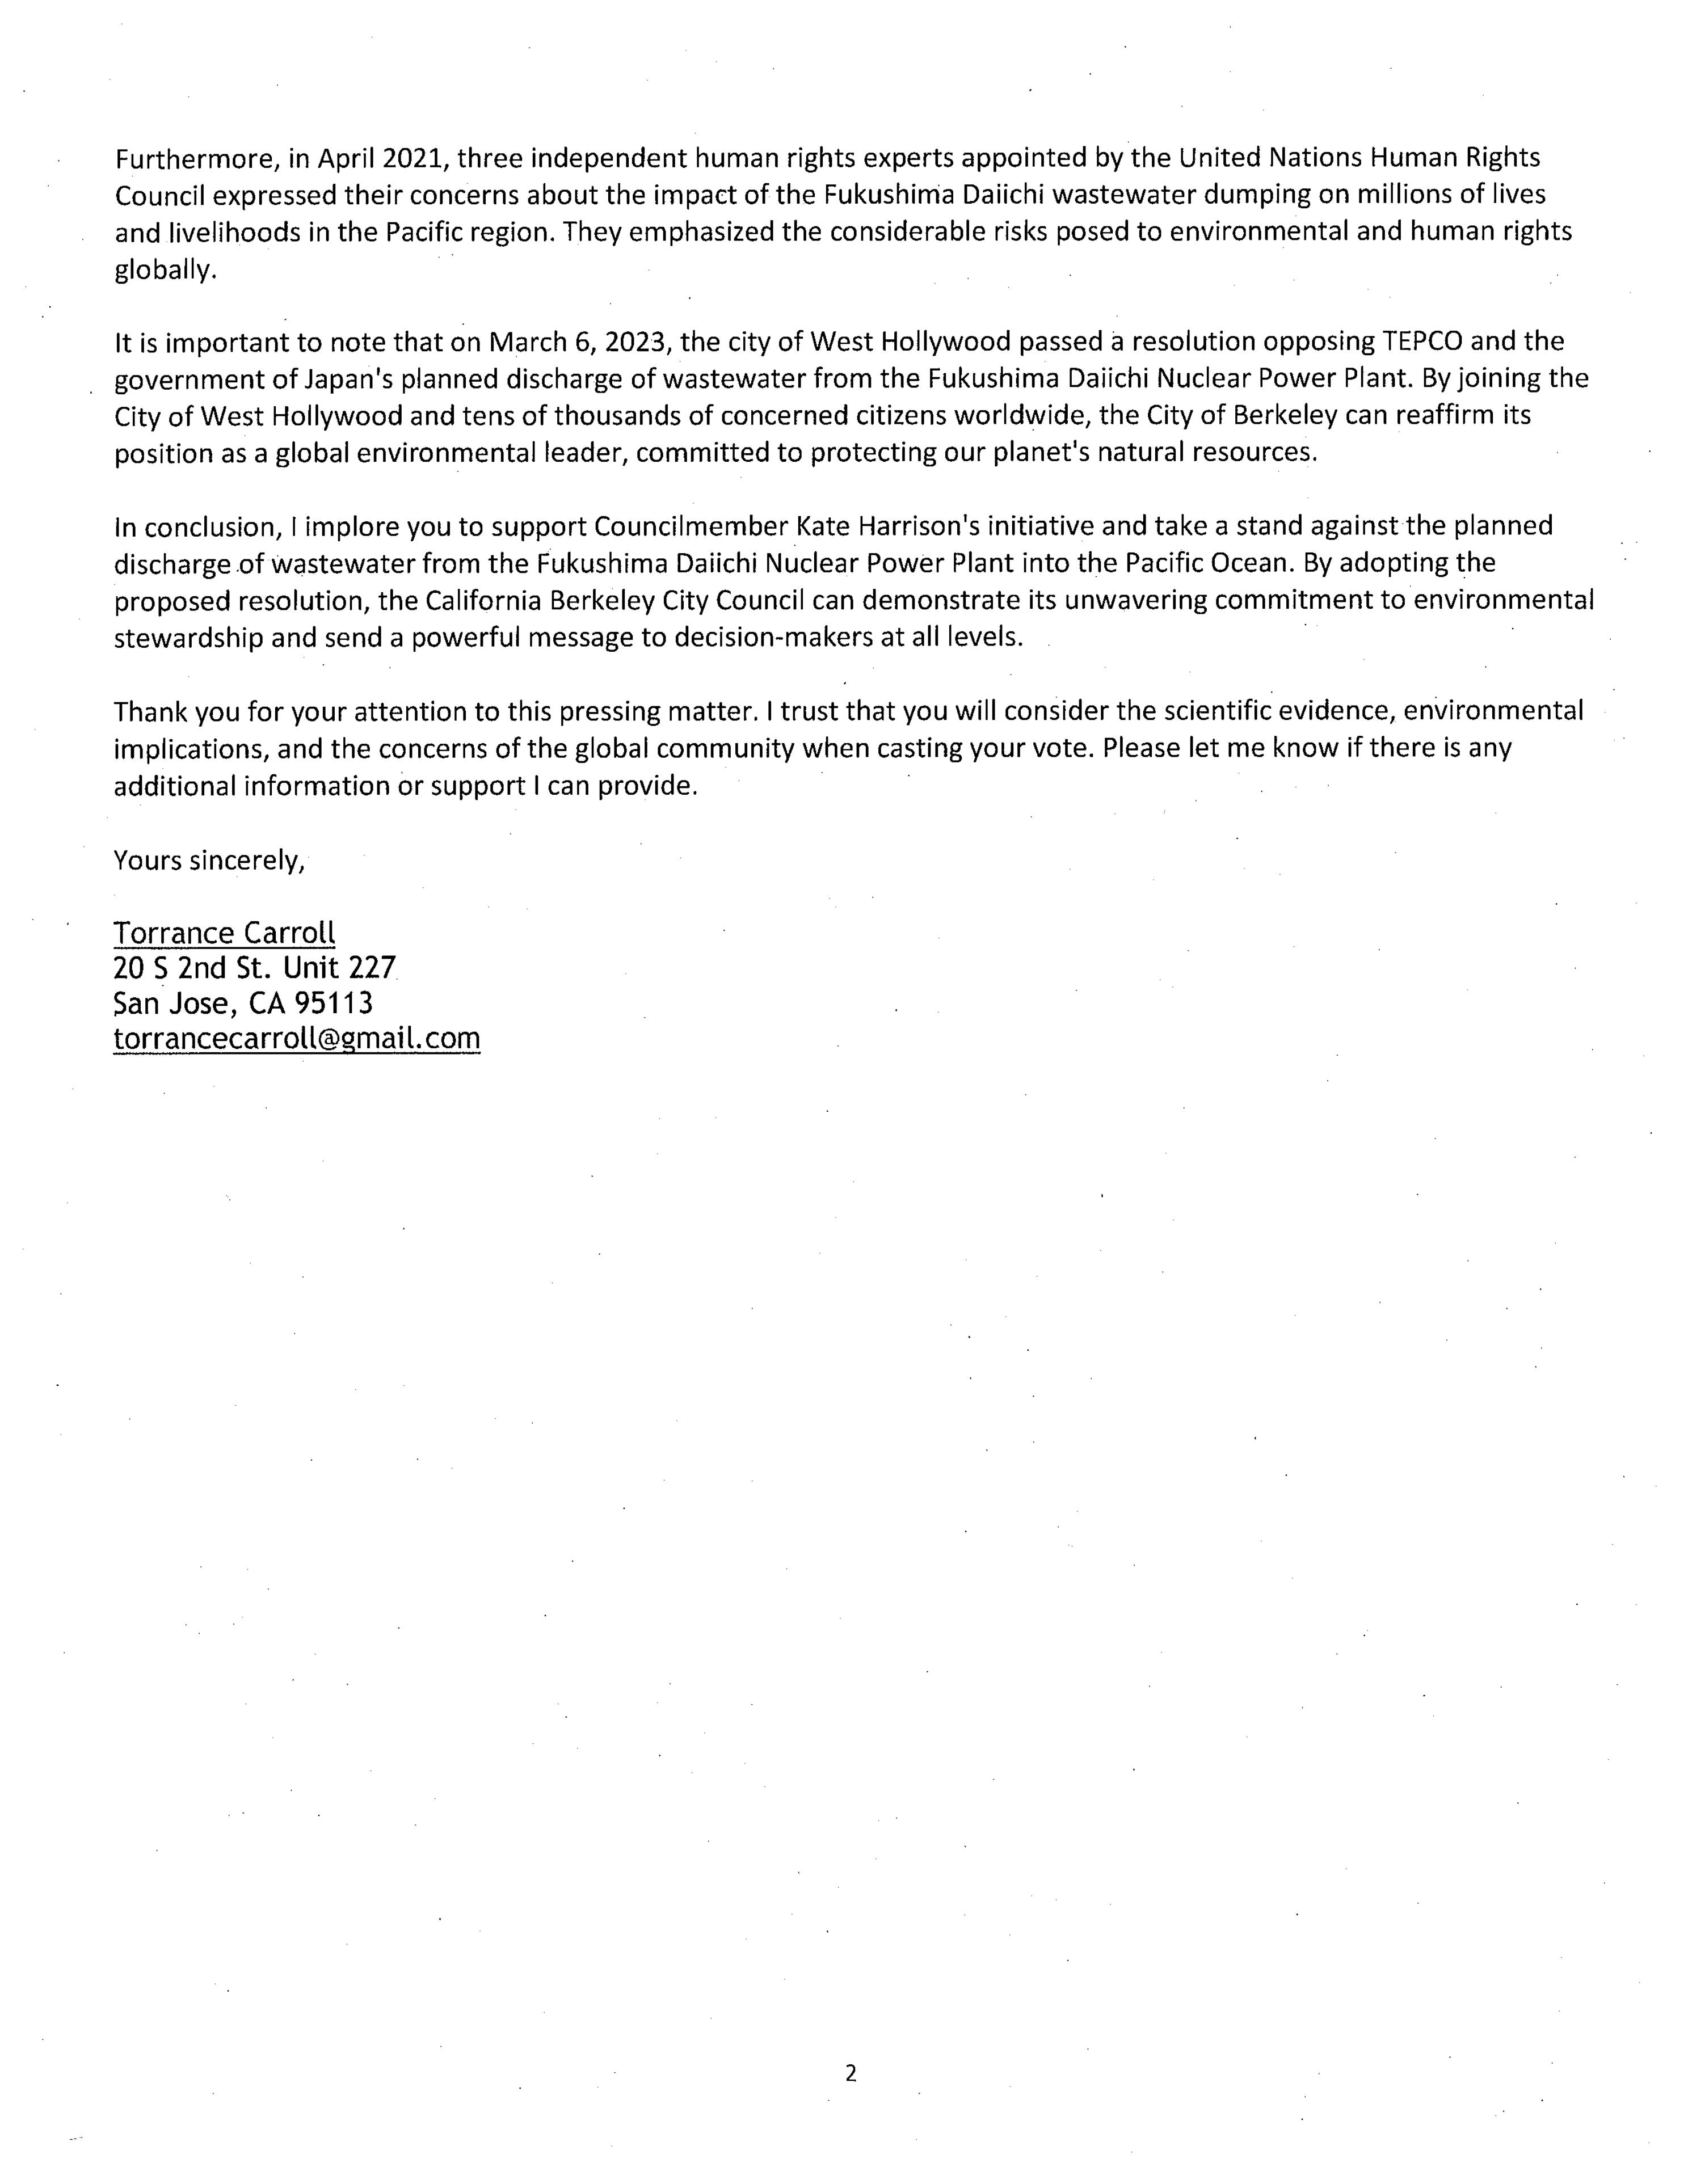 Furthermore, in April 2021, three independent human rights experts appointed by the United Nations Human Rights
Council expressed their concerns about the impact of the Fukushima Daiichi wastewater dumping on millions of lives
and livelihoods in the Pacific region. They emphasized the considerable risks posed to environmental and human rights
globally.
It is important to note that on March 6, 2023, the city of West Hollywood passed a resolution opposing TEPCO and the
government of Japan's planned discharge of wastewater from the Fukushima Daiichi Nuclear Power Plant. By joining the
City of West Hollywood and tens of thousands of concerned citizens worldwide, the City of Berkeley can reaffirm its
position as a global environmental leader, committed to protecting our planet's natural resources.
In conclusion, I implore you to support Councilmember Kate Harrison's initiative and take a stand against the planned
discharge of wastewater from the Fukushima Daiichi Nuclear Power Plant into the Pacific Ocean. By adopting the
proposed resolution, the California Berkeley City Council can demonstrate its unwavering commitment to environmental
stewardship and send a powerful message to decision-makers at all levels.
Thank you for your attention to this pressing matter. I trust that you will consider the scientific evidence, environmental
implications, and the concerns of the global community when casting your vote. Please let me know if there is any
additional information or support I can provide.
Yours sincerely,
Torrance Carroll
20 S 2nd St. Unit 227
San Jose, CA 95113
torrancecarroll@gmail.com
2